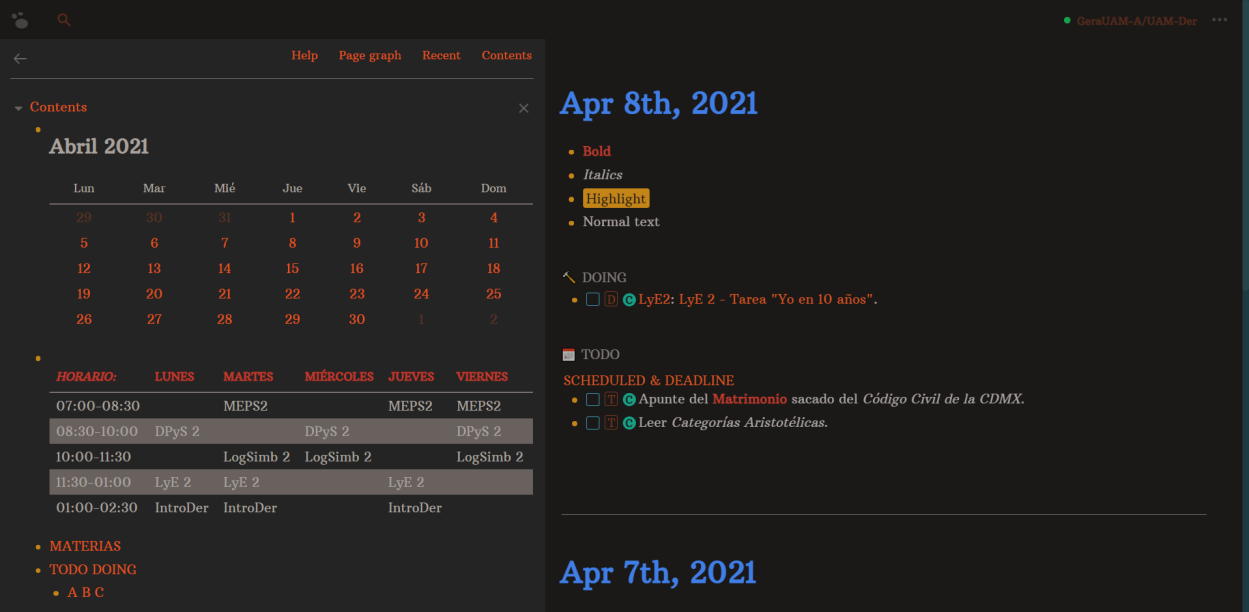 GeraUAM-A/UAM-Der
Help Page graph Recent Contents
Contents
Abril 2021
Lun Mar Mié Jue Vie Sáb Dom
29 30 31 1 2 3 4
5 6 7 8 9 10 11
12 13 14 15 16 17 18
19 20 21 22 23 24 25
26 27 28 29 30 1 2
HORARIO: LUNES MARTES MIÉRCOLES JUEVES VIERNES
07:00-08:30 MEPS2 MEPS2 MEPS2
08:30-10:00 DPyS 2 DPyS 2 DPyS 2
10:00-11:30 LogSimb 2 LogSimb 2 LogSimb 2
11:30-01:00 LyE 2 LyE 2 LyE 2
01:00-02:30 IntroDer IntroDer IntroDer
MATERIAS
TODO DOING
A B C
Apr 8th, 2021
Bold
Italics
Highlight
Normal text
DOING
D C LyE2: LyE 2 - Tarea "Yo en 10 años".
TODO
SCHEDULED & DEADLINE
T C Apunte del Matrimonio sacado del Código Civil de la CDMX.
T C Leer Categorías Aristotélicas.
Apr 7th, 2021